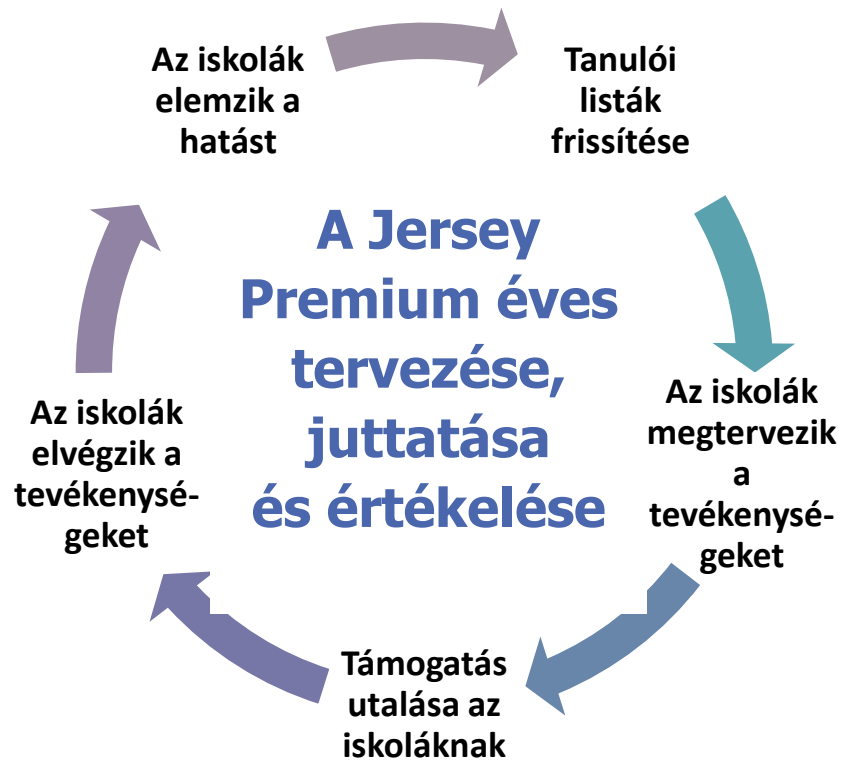 Az iskolák
elemzik a
hatást
Tanulói
listák
frissítése
A Jersey
Premium éves
tervezése,
juttatása
és értékelése
Az iskolák
megtervezik
a
tevékenysé-
geket
Támogatás
utalása az
iskoláknak
Az iskolák
elvégzik a
tevékenysé-
geket